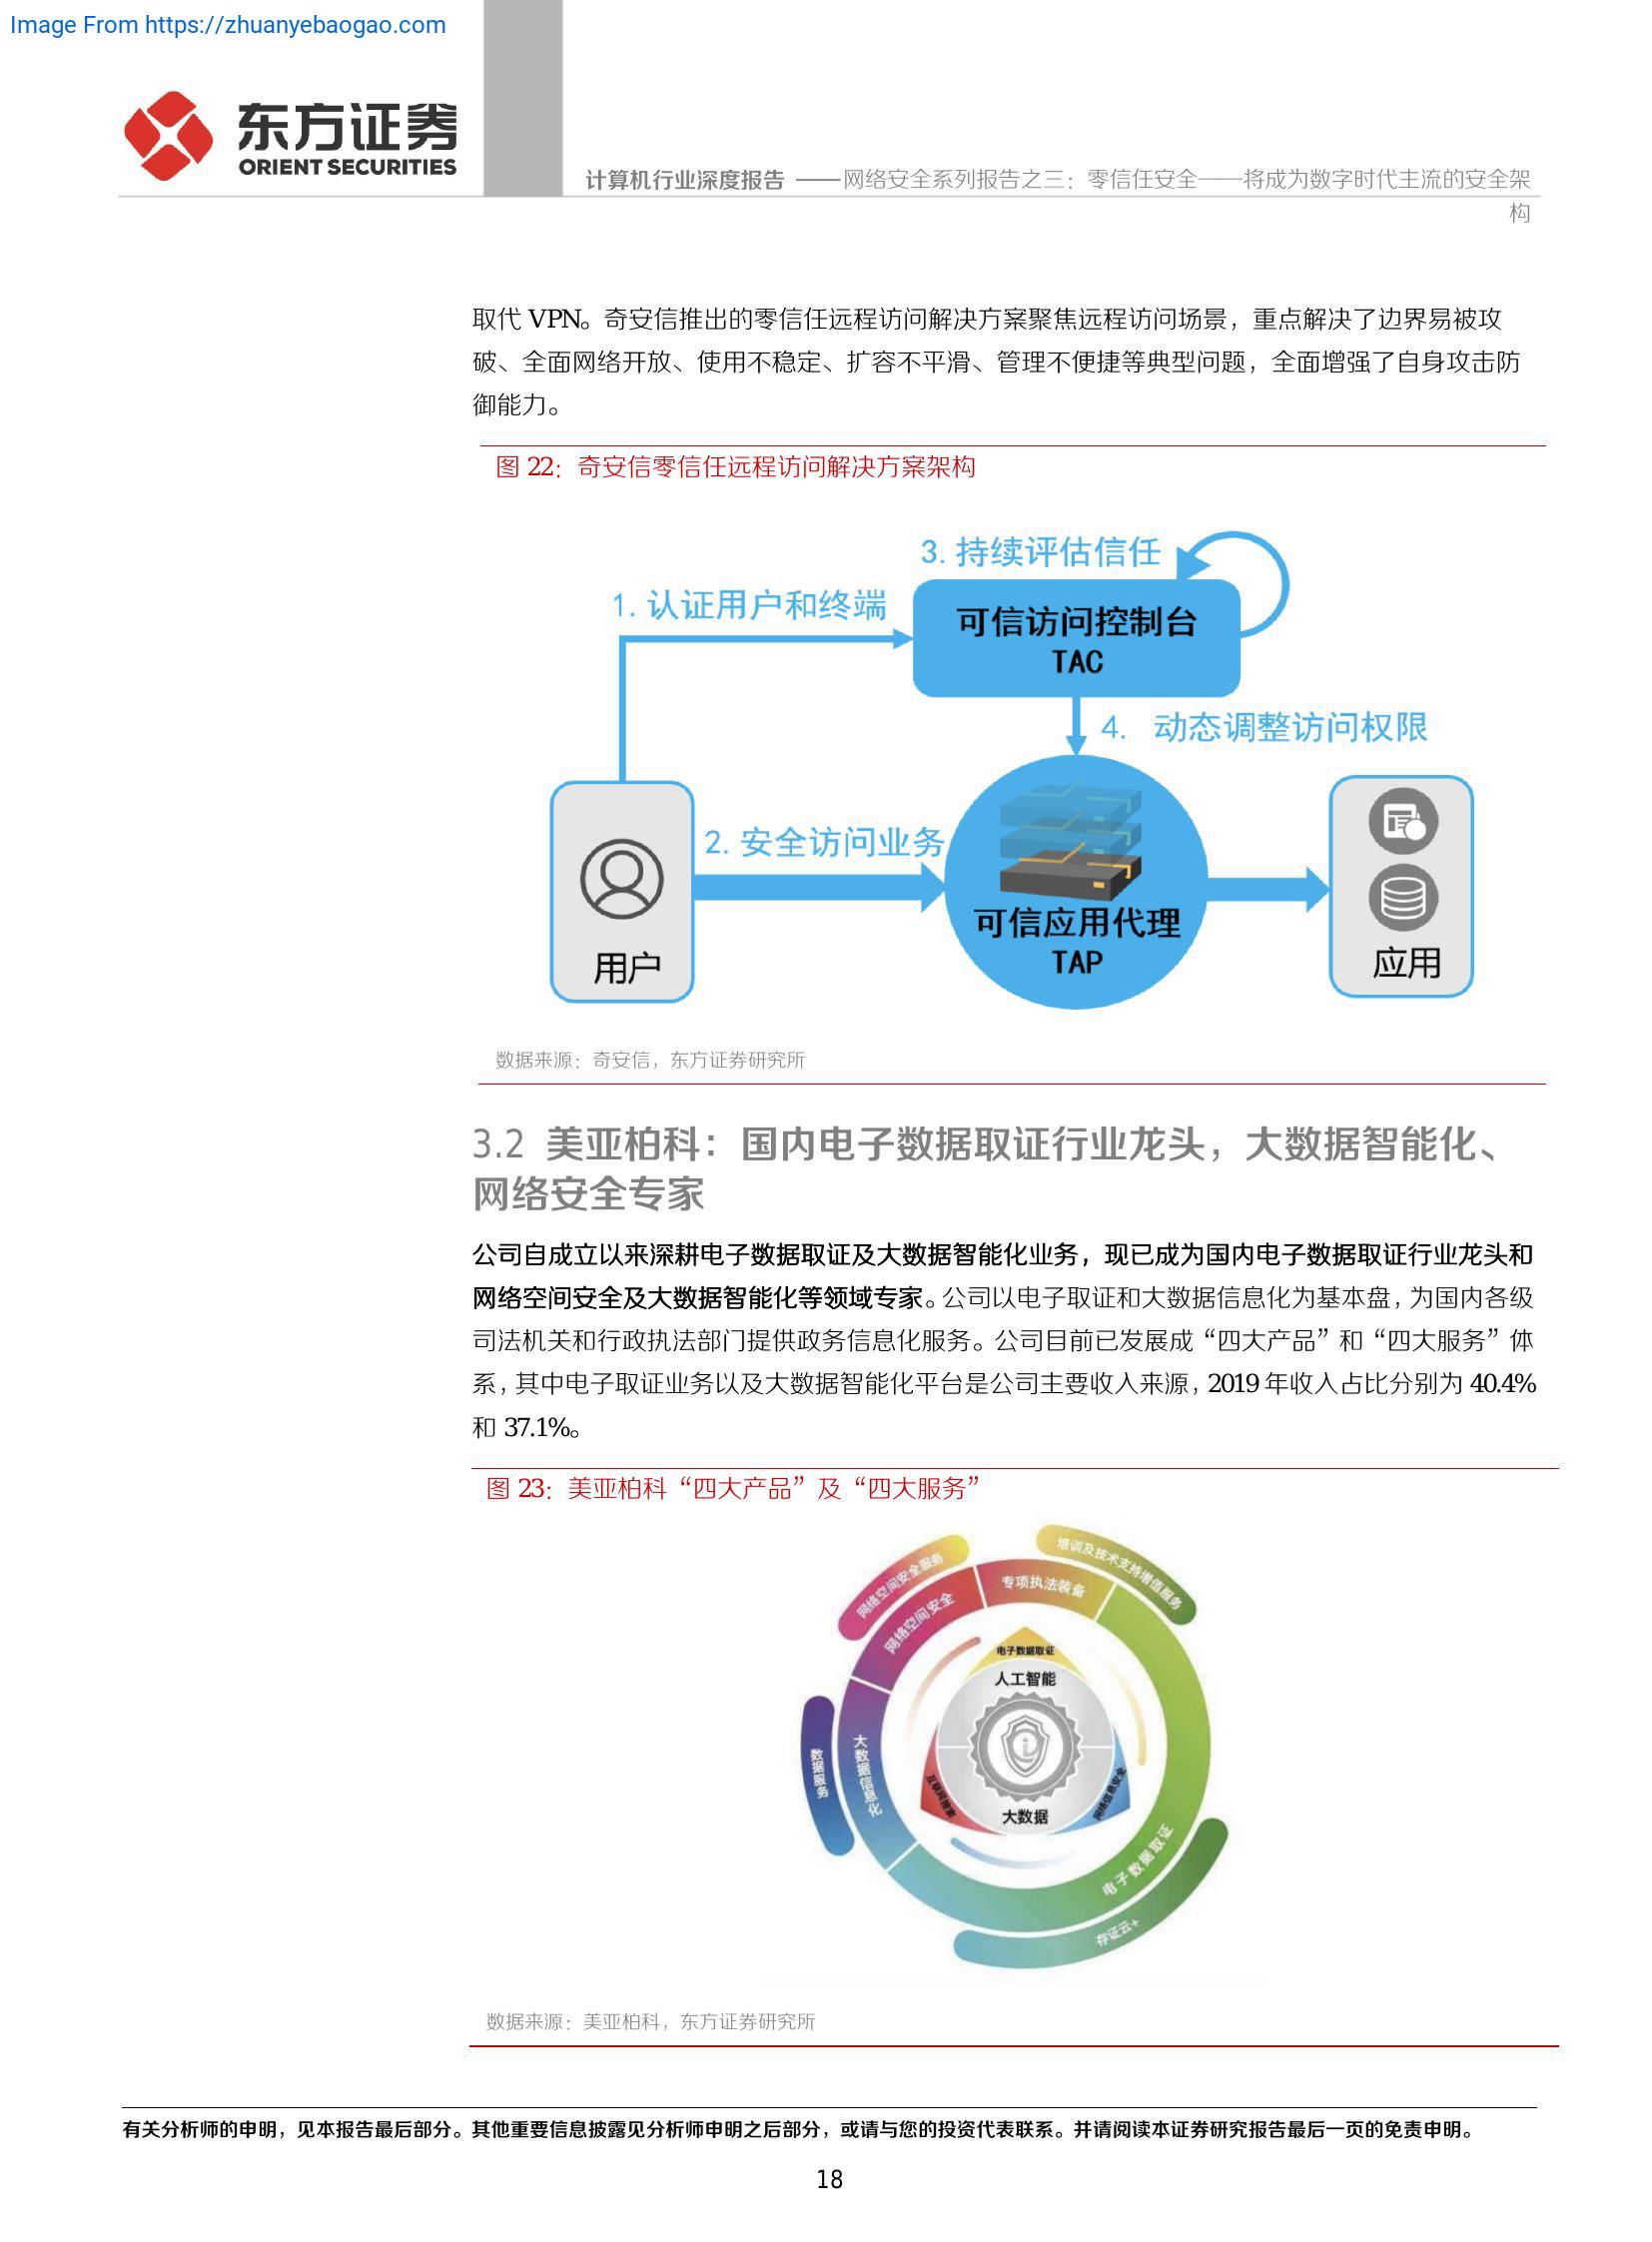 Image From https://zhuanyebaogao.com
东方证券
ORIENT SECURITIES
计算机行业深度报告 ——网络安全系列报告之三：零信任安全——将成为数字时代主流的安全架
构
取代 VPN。奇安信推出的零信任远程访问解决方案聚焦远程访问场景，重点解决了边界易被攻
破、全面网络开放、使用不稳定、扩容不平滑、管理不便捷等典型问题，全面增强了自身攻击防
御能力。
图 22：奇安信零信任远程访问解决方案架构
3.持续评估信任
1.认证用户和终端
可信访问控制台
TAC
4. 动态调整访问权限
2.安全访问业务
可信应用代理
TAP
用户
应用
数据来源：奇安信，东方证券研究所
3.2 美亚柏科：国内电子数据取证行业龙头，大数据智能化、
网络安全专家
公司自成立以来深耕电子数据取证及大数据智能化业务，现已成为国内电子数据取证行业龙头和
网络空间安全及大数据智能化等领域专家。公司以电子取证和大数据信息化为基本盘，为国内各级
司法机关和行政执法部门提供政务信息化服务。公司目前已发展成“四大产品”和“四大服务”体
系，其中电子取证业务以及大数据智能化平台是公司主要收入来源，2019 年收入占比分别为 40.4%
和 37.1%。
图 23：美亚柏科“四大产品”及“四大服务”
网络空间安全服务
培训及技术支持增值服务
专项执法装备
网络空间安全
电子数据取证
人工智能
大数据信息化
数据服务
互联网搜索
网络信息安全
大数据
电子数据取证
存证云+
数据来源：美亚柏科，东方证券研究所
有关分析师的申明，见本报告最后部分。其他重要信息披露见分析师申明之后部分，或请与您的投资代表联系。并请阅读本证券研究报告最后一页的免责申明。
18